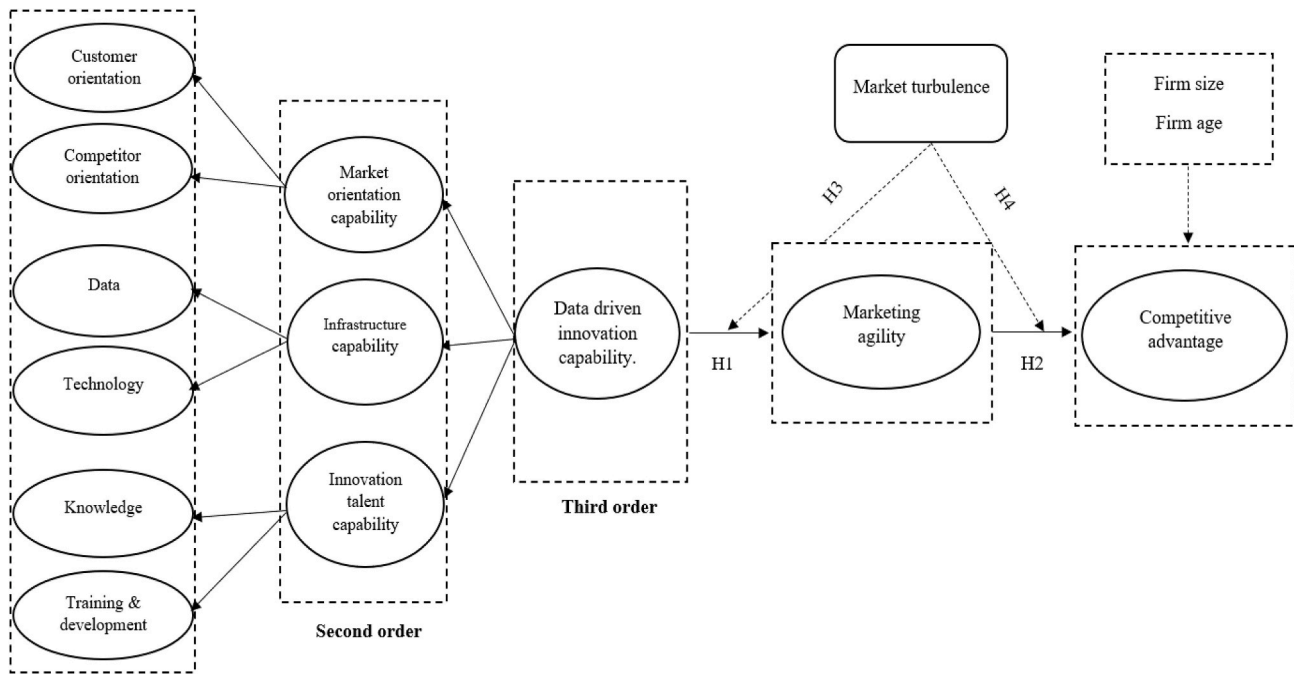 Customer
orientation
Competitor
orientation
Data
Technology
Knowledge
Training &
development
Market
orientation
capability
Infrastructure
capability
Innovation
talent
capability
Second order
Data driven
innovation
capability.
Third order
H1
Market turbulence
H3
H4
Marketing
agility
H2
Firm size
Firm age
Competitive
advantage